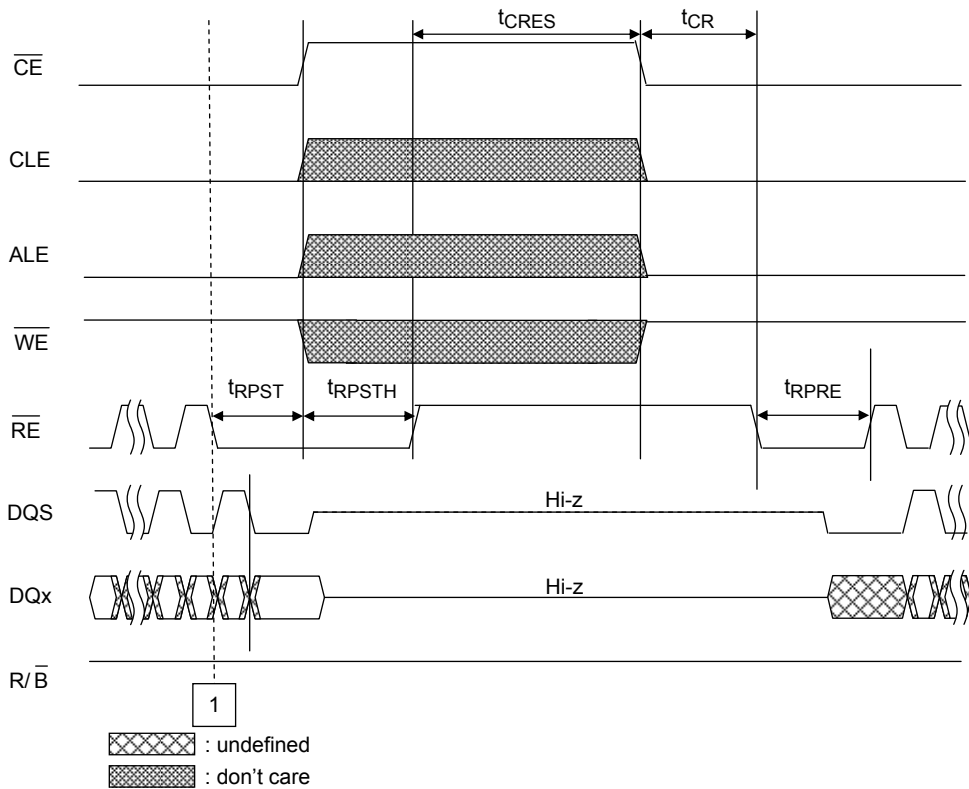 tCRES
tCR
CE
CLE
ALE
WE
tRPST
tRPSTH
tRPRE
RE
DQS
Hi-z
DQx
Hi-z
R/ B
1
: undefined
: don't care